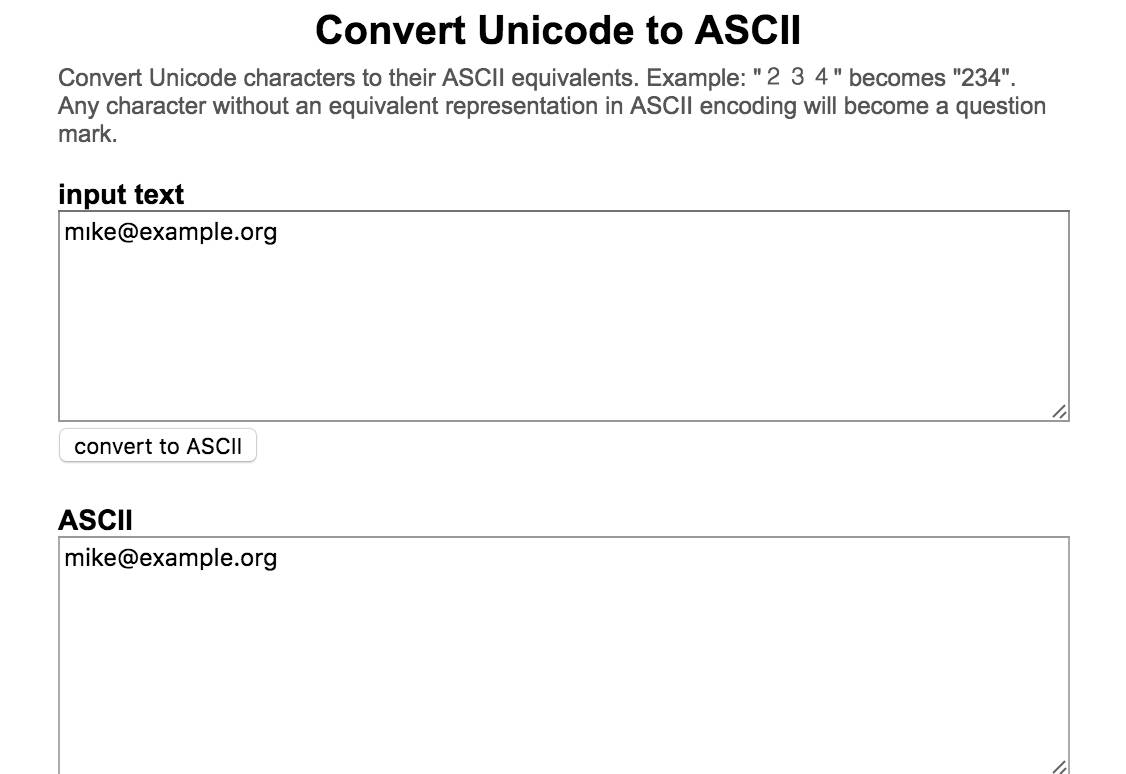 Convert Unicode to ASCII
Convert Unicode characters to their ASCII equivalents. Example: "２３４" becomes "234".
Any character without an equivalent representation in ASCII encoding will become a question
mark.
input text
mıke@example.org
convert to ASCII
ASCII
mike@example.org